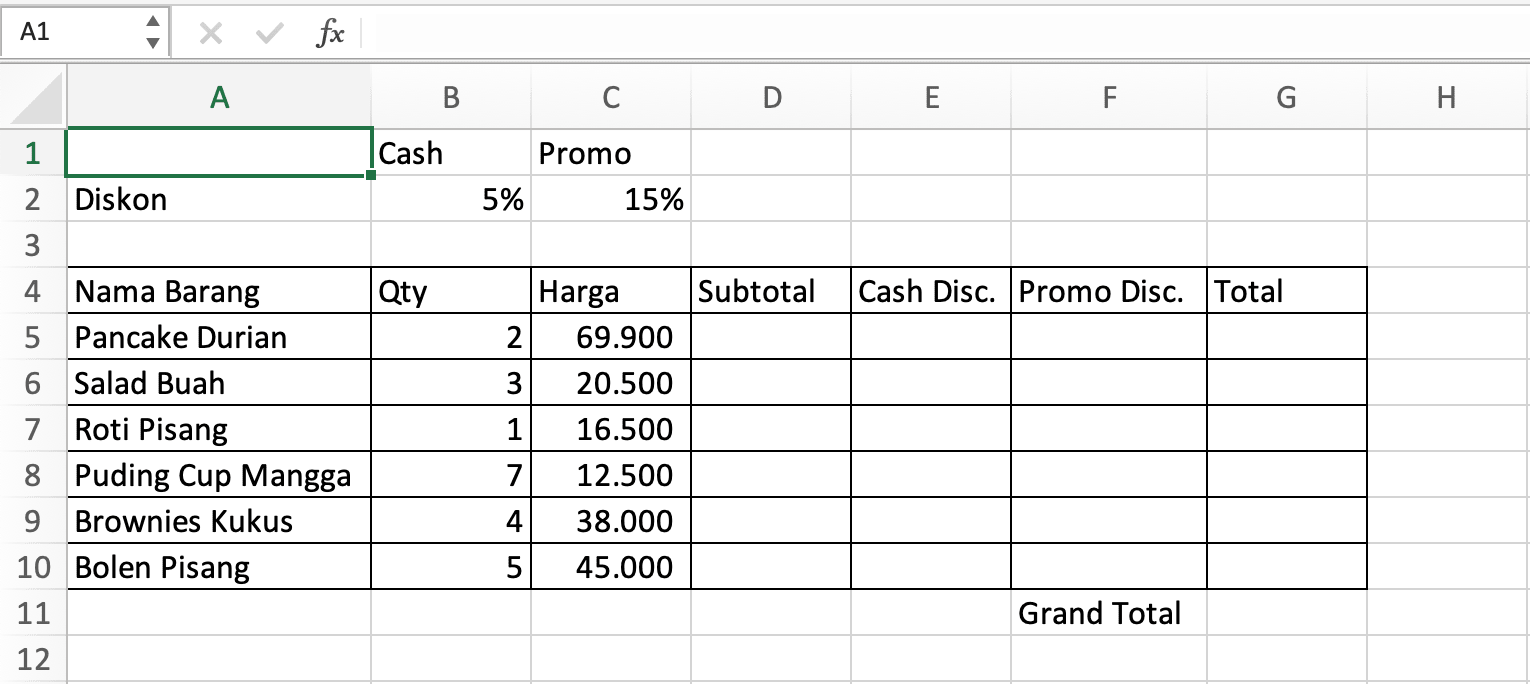 A1 fx
A B C D E F G H
1 Cash Promo
2 Diskon 5% 15%
3
4 Nama Barang Qty Harga Subtotal Cash Disc. Promo Disc. Total
5 Pancake Durian 2 69.900
6 Salad Buah 3 20.500
7 Roti Pisang 1 16.500
8 Puding Cup Mangga 7 12.500
9 Brownies Kukus 4 38.000
10 Bolen Pisang 5 45.000
11 Grand Total
12